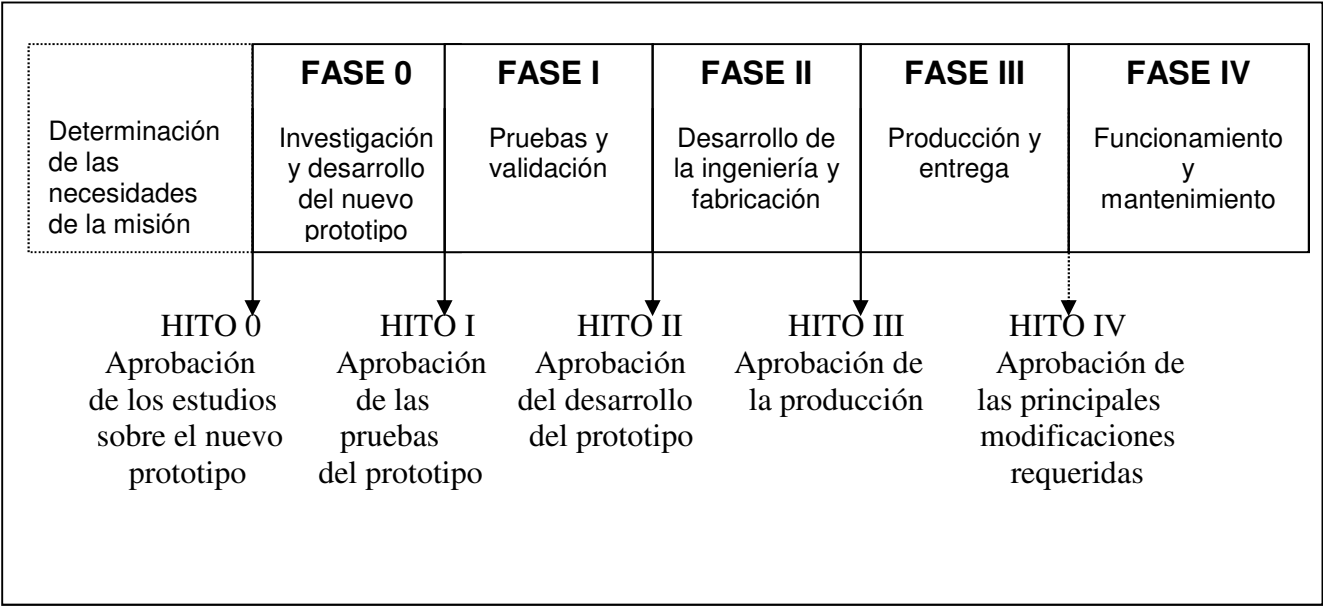 Determinación
de las
necesidades
de la misión
FASE 0
Investigación
y desarrollo
del nuevo
prototipo
FASE I
Pruebas y
validación
FASE II
Desarrollo de
la ingeniería y
fabricación
FASE III
Producción y
entrega
FASE IV
Funcionamiento
y
mantenimiento
HITO 0
Aprobación
de los estudios
sobre el nuevo
prototipo
HITO I
Aprobación
de las
pruebas
del prototipo
HITO II
Aprobación
del desarrollo
del prototipo
HITO III
Aprobación de
la producción
HITO IV
Aprobación de
las principales
modificaciones
requeridas